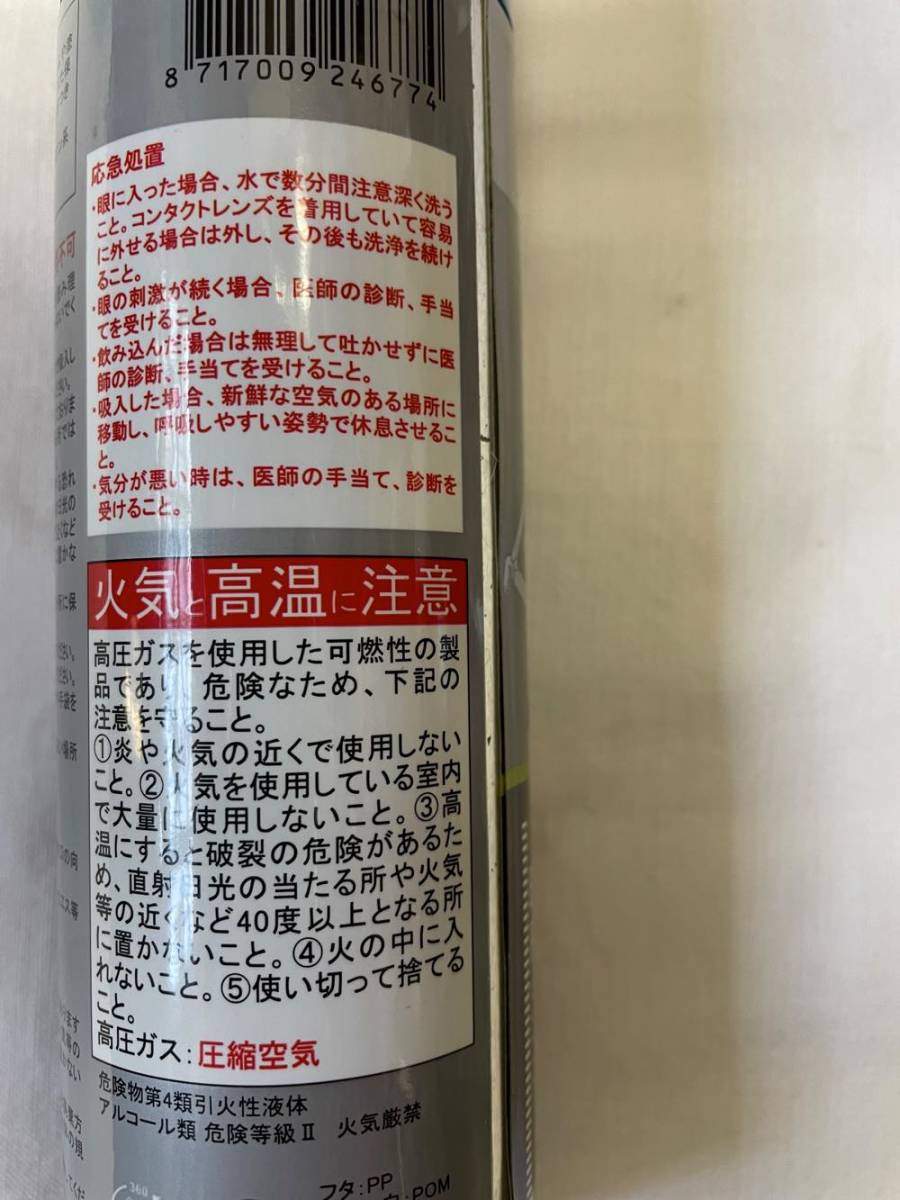 8 717009 246774
応急処置
・眼に入った場合、水で数分間注意深く洗う
こと。コンタクトレンズを着用していて容易
に外せる場合は外し、その後も洗浄を続け
ること。
・眼の刺激が続く場合、医師の診断、手当
てを受けること。
・飲み込んだ場合は無理して吐かせずに医
師の診断、手当てを受けること。
・吸入した場合、新鮮な空気のある場所に
移動し、呼吸しやすい姿勢で休息させるこ
と。
・気分が悪い時は、医師の手当て、診断を
受けること。
火気と高温に注意
高圧ガスを使用した可燃性の製
品であり、危険なため、下記の
注意を守ること。
①炎や火気の近くで使用しない
こと。②火気を使用している室内
で大量に使用しないこと。③高
温にすると破裂の危険があるた
め、直射日光の当たる所や火気
等の近くなど40度以上となる所
に置かないこと。④火の中に入
れないこと。⑤使い切って捨てる
こと。
高圧ガス：圧縮空気
危険物第4類引火性液体
アルコール類 危険等級Ⅱ 火気厳禁
360
フタ：PP
：POM